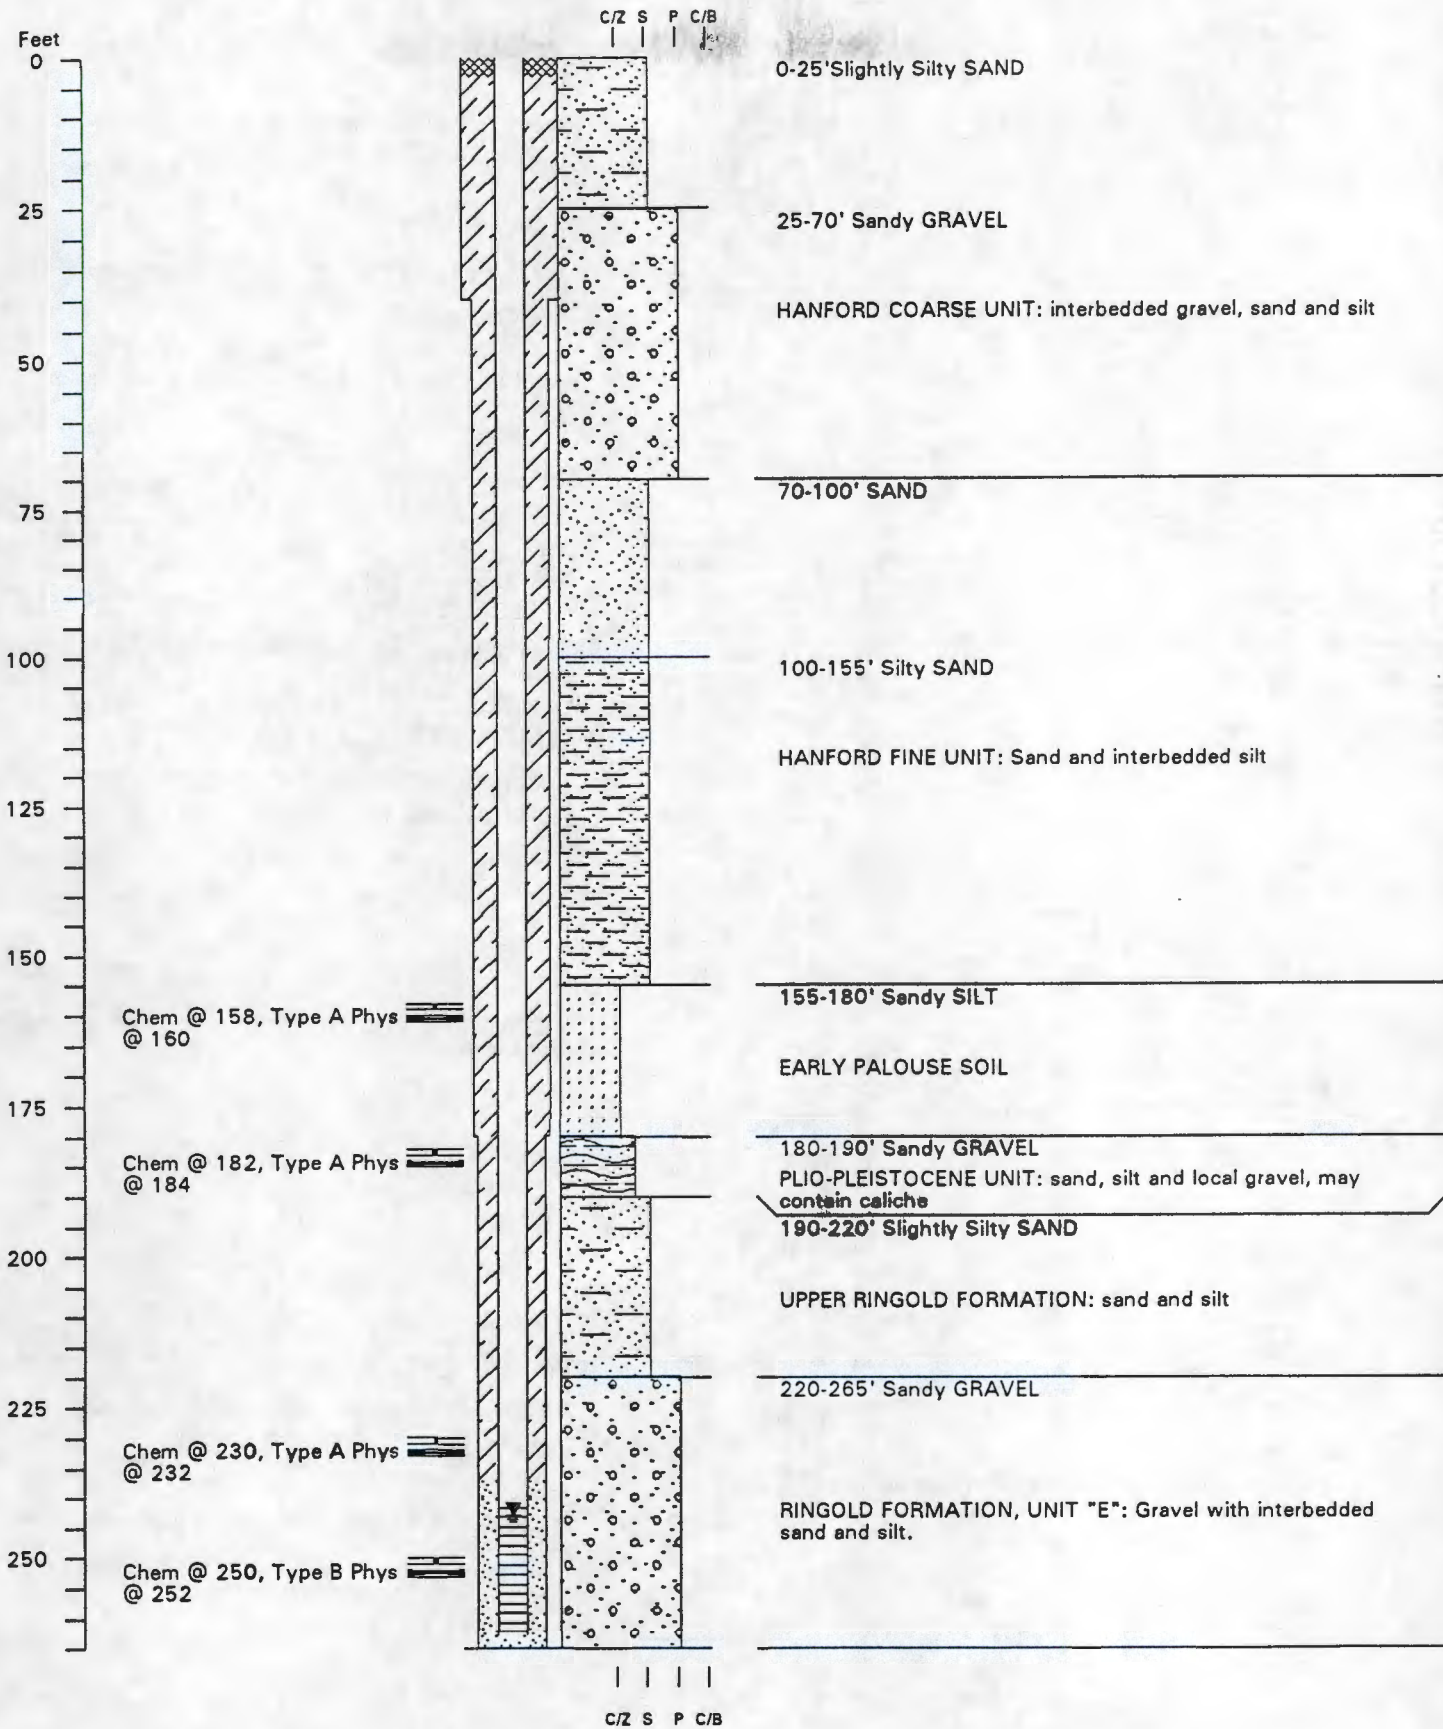 C/Z S P C/B
Feet
0
0-25'Slightly Silty SAND
25
25-70' Sandy GRAVEL
HANFORD COARSE UNIT: interbedded gravel, sand and silt
50
70-100' SAND
75
100
100-155' Silty SAND
HANFORD FINE UNIT: Sand and interbedded silt
125
150
155-180' Sandy SILT
Chem @ 158, Type A Phys
@ 160
EARLY PALOUSE SOIL
175
180-190' Sandy GRAVEL
Chem @ 182, Type A Phys
@ 184
PLIO-PLEISTOCENE UNIT: sand, silt and local gravel, may
contain caliche
190-220' Slightly Silty SAND
200
UPPER RINGOLD FORMATION: sand and silt
220-265' Sandy GRAVEL
225
Chem @ 230, Type A Phys
@ 232
RINGOLD FORMATION, UNIT "E": Gravel with interbedded
sand and silt.
250
Chem @ 250, Type B Phys
@ 252
C/Z S P C/B